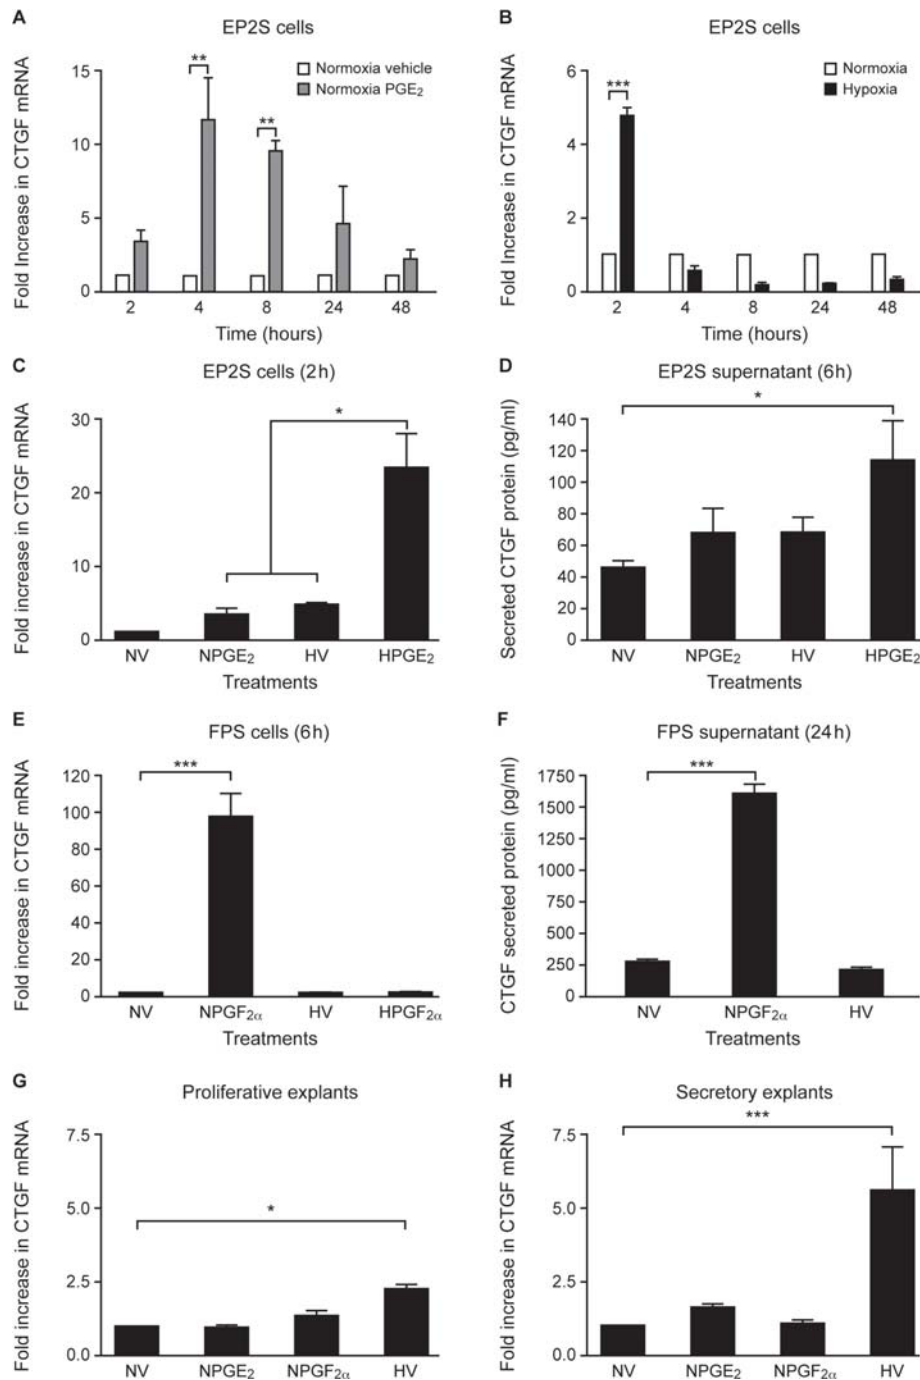 A
EP2S cells
Fold Increase in CTGF mRNA
15
10
5
0
**
**
Normoxia vehicle
Normoxia PGE₂
2 4 8 24 48
Time (hours)
B
EP2S cells
Fold Increase in CTGF mRNA
6
4
2
0
***
Normoxia
Hypoxia
2 4 8 24 48
Time (hours)
C
EP2S cells (2h)
Fold increase in CTGF mRNA
30
20
10
0
*
NV NPGE₂ HV HPGE₂
Treatments
D
EP2S supernatant (6h)
Secreted CTGF protein (pg/ml)
140
120
100
80
60
40
20
0
*
NV NPGE₂ HV HPGE₂
Treatments
E
FPS cells (6h)
Fold increase in CTGF mRNA
120
100
80
60
40
20
0
***
NV NPGF₂α HV HPGF₂α
Treatments
F
FPS supernatant (24h)
CTGF secreted protein (pg/ml)
1750
1500
1250
1000
750
500
250
0
***
NV NPGF₂α HV
Treatments
G
Proliferative explants
Fold increase in CTGF mRNA
7.5
5.0
2.5
0.0
*
NV NPGE₂ NPGF₂α HV
H
Secretory explants
Fold increase in CTGF mRNA
7.5
5.0
2.5
0.0
***
NV NPGE₂ NPGF₂α HV